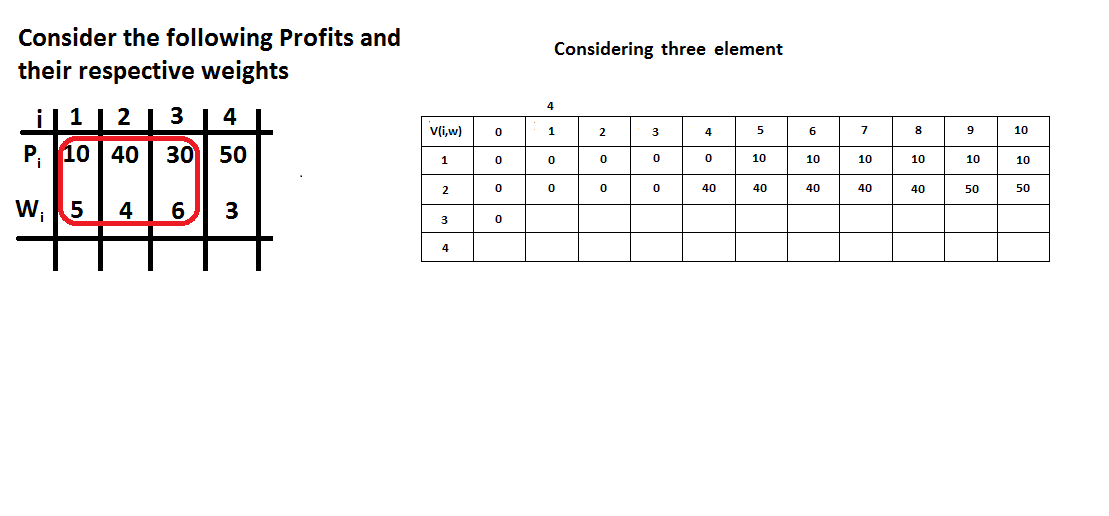 Consider the following Profits and
their respective weights
Considering three element
i 1 2 3 4
Pi 10 40 30 50
Wi 5 4 6 3
4
V(i,w) 0 1 2 3 4 5 6 7 8 9 10
1 0 0 0 0 0 10 10 10 10 10 10
2 0 0 0 0 40 40 40 40 40 50 50
3 0
4